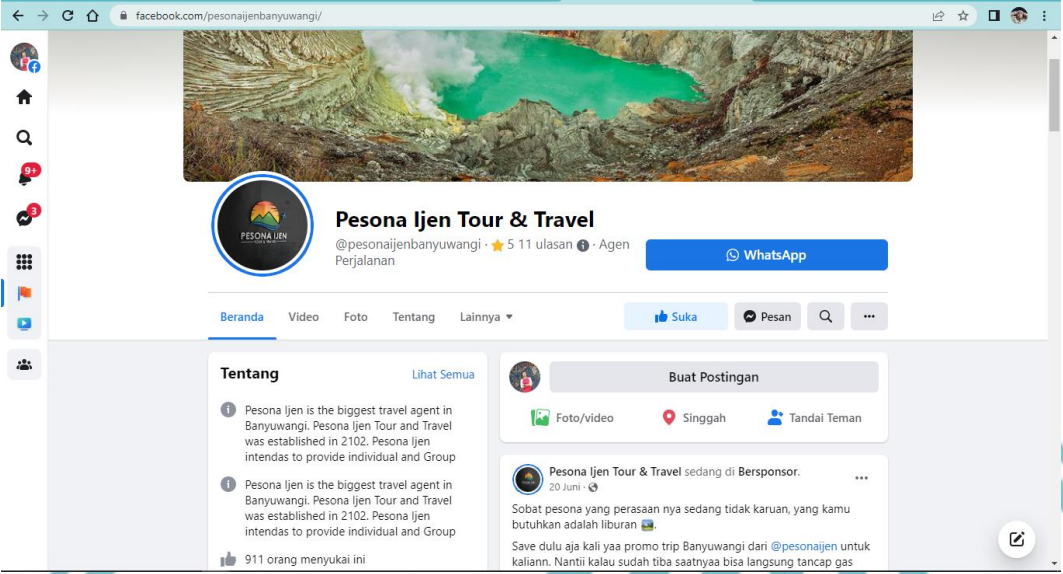 facebook.com/pesonaijenbanyuwangi/
9+
3
PESONA IJEN
Pesona Ijen Tour & Travel
@pesonaijenbanyuwangi · 5 11 ulasan · Agen
Perjalanan
WhatsApp
Beranda Video Foto Tentang Lainnya
Suka Pesan
Tentang Lihat Semua
Pesona Ijen is the biggest travel agent in
Banyuwangi. Pesona Ijen Tour and Travel
was established in 2102. Pesona Ijen
intendas to provide individual and Group
Pesona Ijen is the biggest travel agent in
Banyuwangi. Pesona Ijen Tour and Travel
was established in 2102. Pesona Ijen
intendas to provide individual and Group
911 orang menyukai ini
Buat Postingan
Foto/video Singgah Tandai Teman
Pesona Ijen Tour & Travel sedang di Bersponsor.
20 Juni ·
Sobat pesona yang perasaan nya sedang tidak karuan, yang kamu
butuhkan adalah liburan
Save dulu aja kali yaa promo trip Banyuwangi dari @pesonaijen untuk
kaliann. Nantii kalau sudah tiba saatnyaa bisa langsung tancap gas